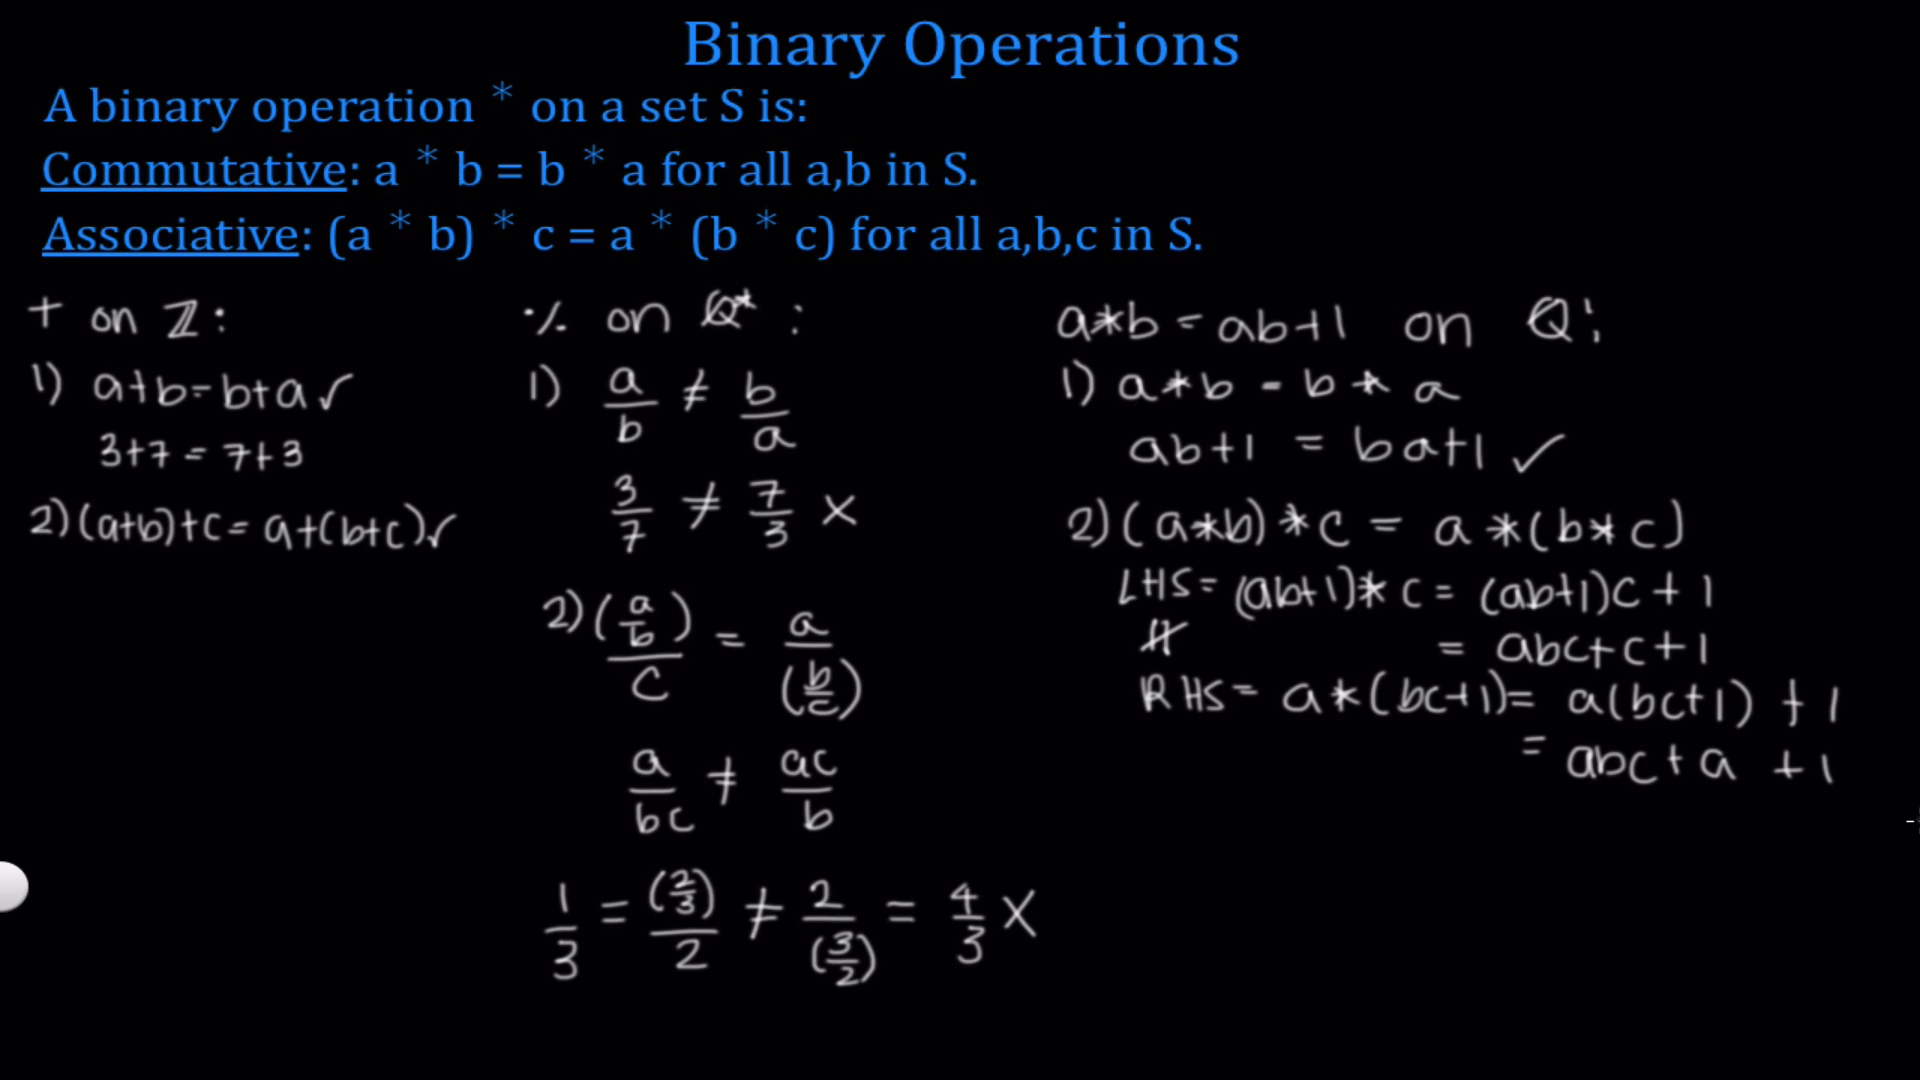 Binary Operations
A binary operation * on a set S is:
Commutative: a * b = b * a for all a,b in S.
Associative: (a * b) * c = a * (b * c) for all a,b,c in S.
+ on ℤ:
1) a+b=b+a ✓
3+7 = 7+3
2) (a+b)+c = a+(b+c) ✓
·/. on ℚ* :
1) a/b ≠ b/a
3/7 ≠ 7/3 X
2) (a/b)/c = a/(b/c)
a/bc ≠ ac/b
1/3 = (2/3)/2 ≠ 2/(3/2) = 4/3 X
a*b = ab+1 on ℚ:
1) a*b = b*a
ab+1 = ba+1 ✓
2) (a*b)*c = a*(b*c)
LHS = (ab+1)*c = (ab+1)c+1
= abc+c+1
RHS = a*(bc+1) = a(bc+1)+1
= abc+a+1